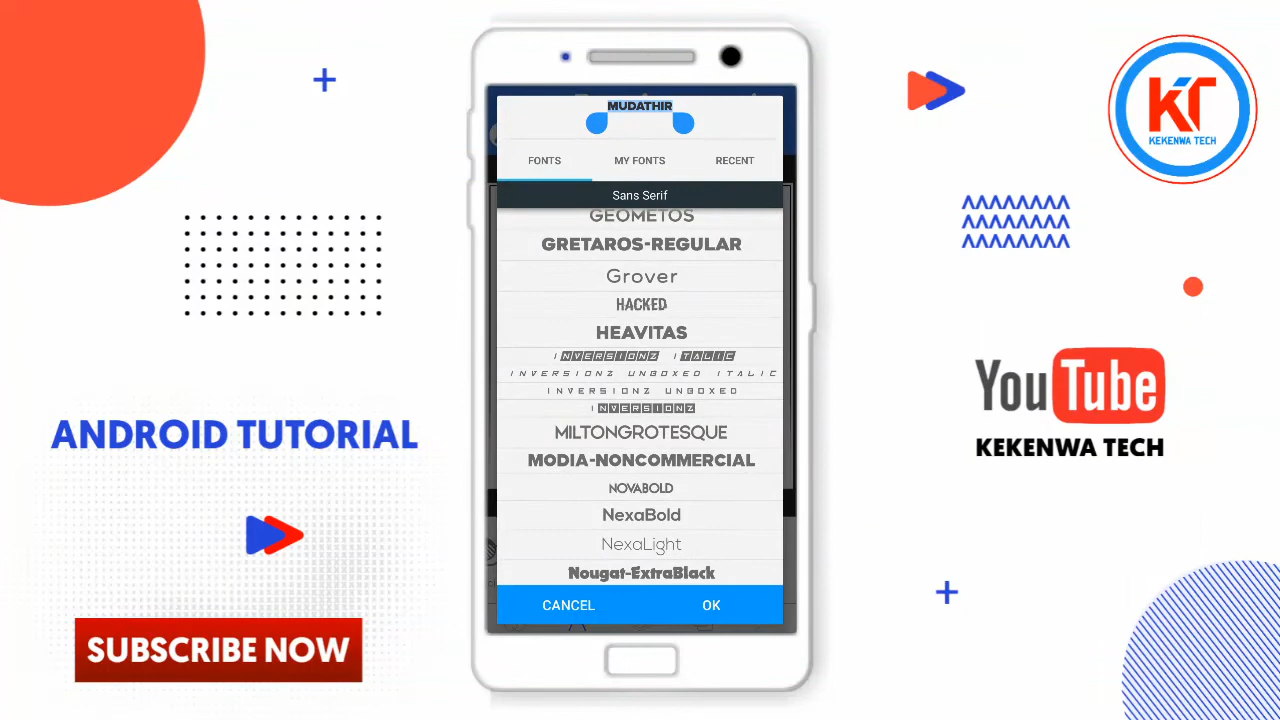 MUDATHIR
FONTS MY FONTS RECENT
Sans Serif
GEOMETOS
GRETAROS-REGULAR
Grover
HACKED
HEAVITAS
INVERSIONZ ITALIC
INVERSIONZ UNBOXED ITALIC
INVERSIONZ UNBOXED
INVERSIONZ
MILTONGROTESQUE
MODIA-NONCOMMERCIAL
NOVABOLD
NexaBold
NexaLight
Nougat-ExtraBlack
CANCEL OK
ANDROID TUTORIAL
SUBSCRIBE NOW
KT
KEKENWA TECH
YouTube
KEKENWA TECH